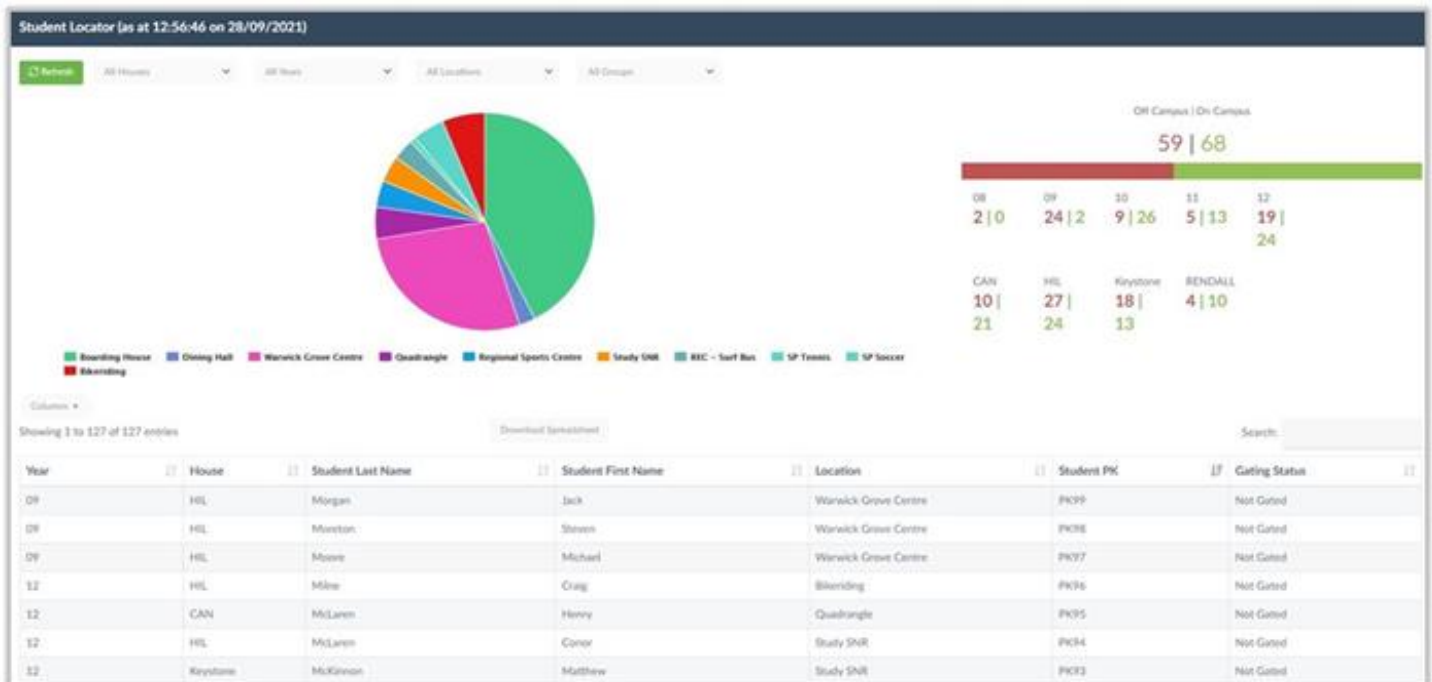 Student Locator (as at 12:56:46 on 28/09/2021)
Refresh All Houses All Years All Locations All Groups
Off Campus | On Campus
59 | 68
08 09 10 11 12
2 | 0 24 | 2 9 | 26 5 | 13 19 |
24
CAN HIL Keystone RENDALL
10 | 27 | 18 | 4 | 10
21 24 13
Boarding House Dining Hall Warwick Grove Centre Quadrangle Regional Sports Centre Study SNR REC - Surf Bus SP Tennis SP Soccer
Bikeriding
Columns
Showing 1 to 127 of 127 entries Download Spreadsheet Search:
Year House Student Last Name Student First Name Location Student PK Gating Status
09 HIL Morgan Jack Warwick Grove Centre PK99 Not Gated
09 HIL Moreton Steven Warwick Grove Centre PK98 Not Gated
09 HIL Moore Michael Warwick Grove Centre PK97 Not Gated
12 HIL Milne Craig Bikeriding PK96 Not Gated
12 CAN McLaren Henry Quadrangle PK95 Not Gated
12 HIL McLaren Conor Study SNR PK94 Not Gated
12 Keystone McKinnon Matthew Study SNR PK93 Not Gated